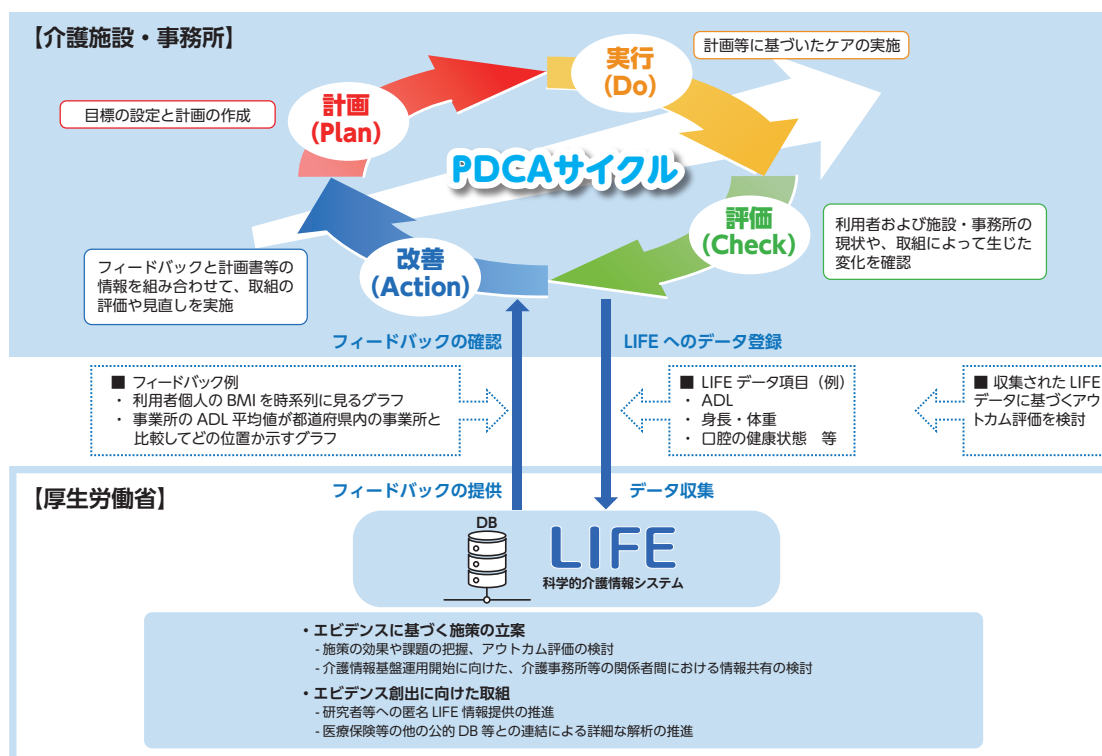 【介護施設・事務所】
計画等に基づいたケアの実施
実行
(Do)
目標の設定と計画の作成
計画
(Plan)
PDCAサイクル
評価
(Check)
利用者および施設・事務所の
現状や、取組によって生じた
変化を確認
改善
(Action)
フィードバックと計画書等の
情報を組み合わせて、取組の
評価や見直しを実施
フィードバックの確認
LIFE へのデータ登録
■ フィードバック例
・ 利用者個人の BMI を時系列に見るグラフ
・ 事業所の ADL 平均値が都道府県内の事業所と
比較してどの位置か示すグラフ
■ LIFE データ項目（例）
・ ADL
・ 身長・体重
・ 口腔の健康状態　等
■ 収集された LIFE
データに基づくアウ
トカム評価を検討
【厚生労働省】
フィードバックの提供
データ収集
DB
LIFE
科学的介護情報システム
・エビデンスに基づく施策の立案
- 施策の効果や課題の把握、アウトカム評価の検討
- 介護情報基盤運用開始に向けた、介護事務所等の関係者間における情報共有の検討
・エビデンス創出に向けた取組
- 研究者等への匿名 LIFE 情報提供の推進
- 医療保険等の他の公的 DB 等との連結による詳細な解析の推進